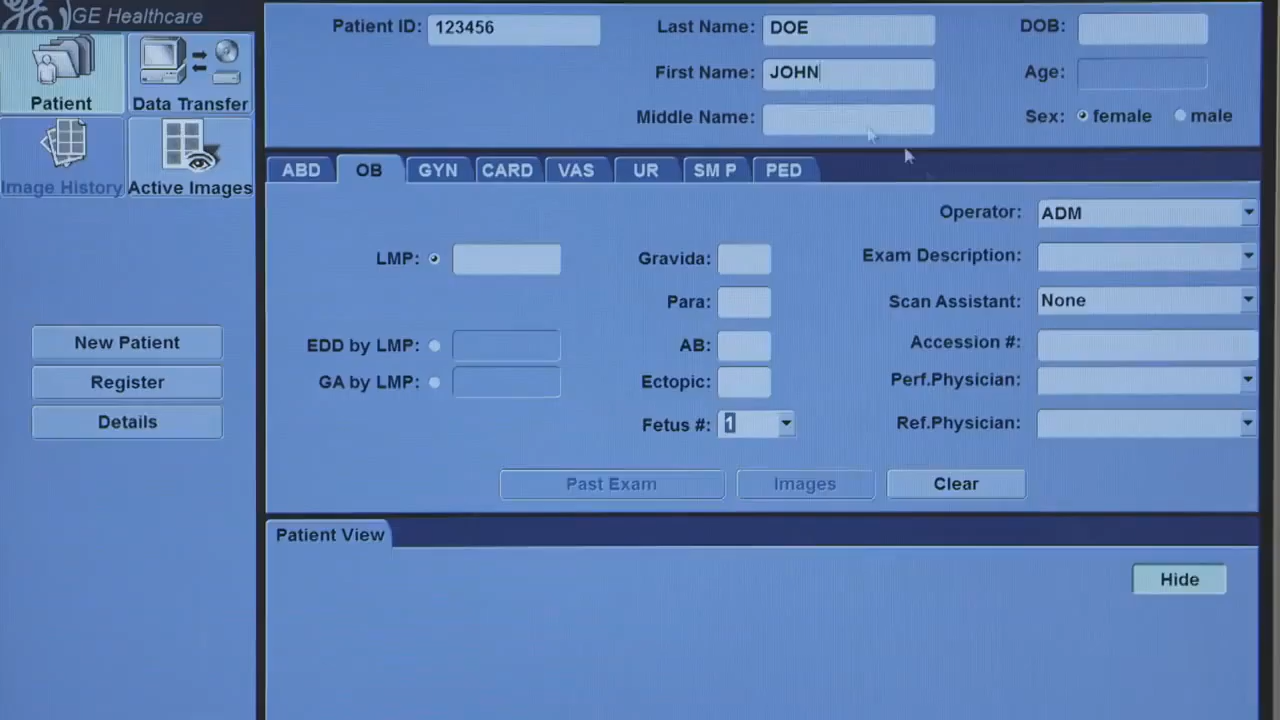 GE Healthcare
Patient ID: 123456 Last Name: DOE DOB:
First Name: JOHN Age:
Middle Name: Sex: female male
Patient Data Transfer
Image History Active Images
ABD OB GYN CARD VAS UR SM P PED
Operator: ADM
LMP: Gravida: Exam Description:
Para: Scan Assistant: None
New Patient EDD by LMP: AB: Accession #:
Register GA by LMP: Ectopic: Perf.Physician:
Details Fetus #: 1 Ref.Physician:
Past Exam Images Clear
Patient View
Hide